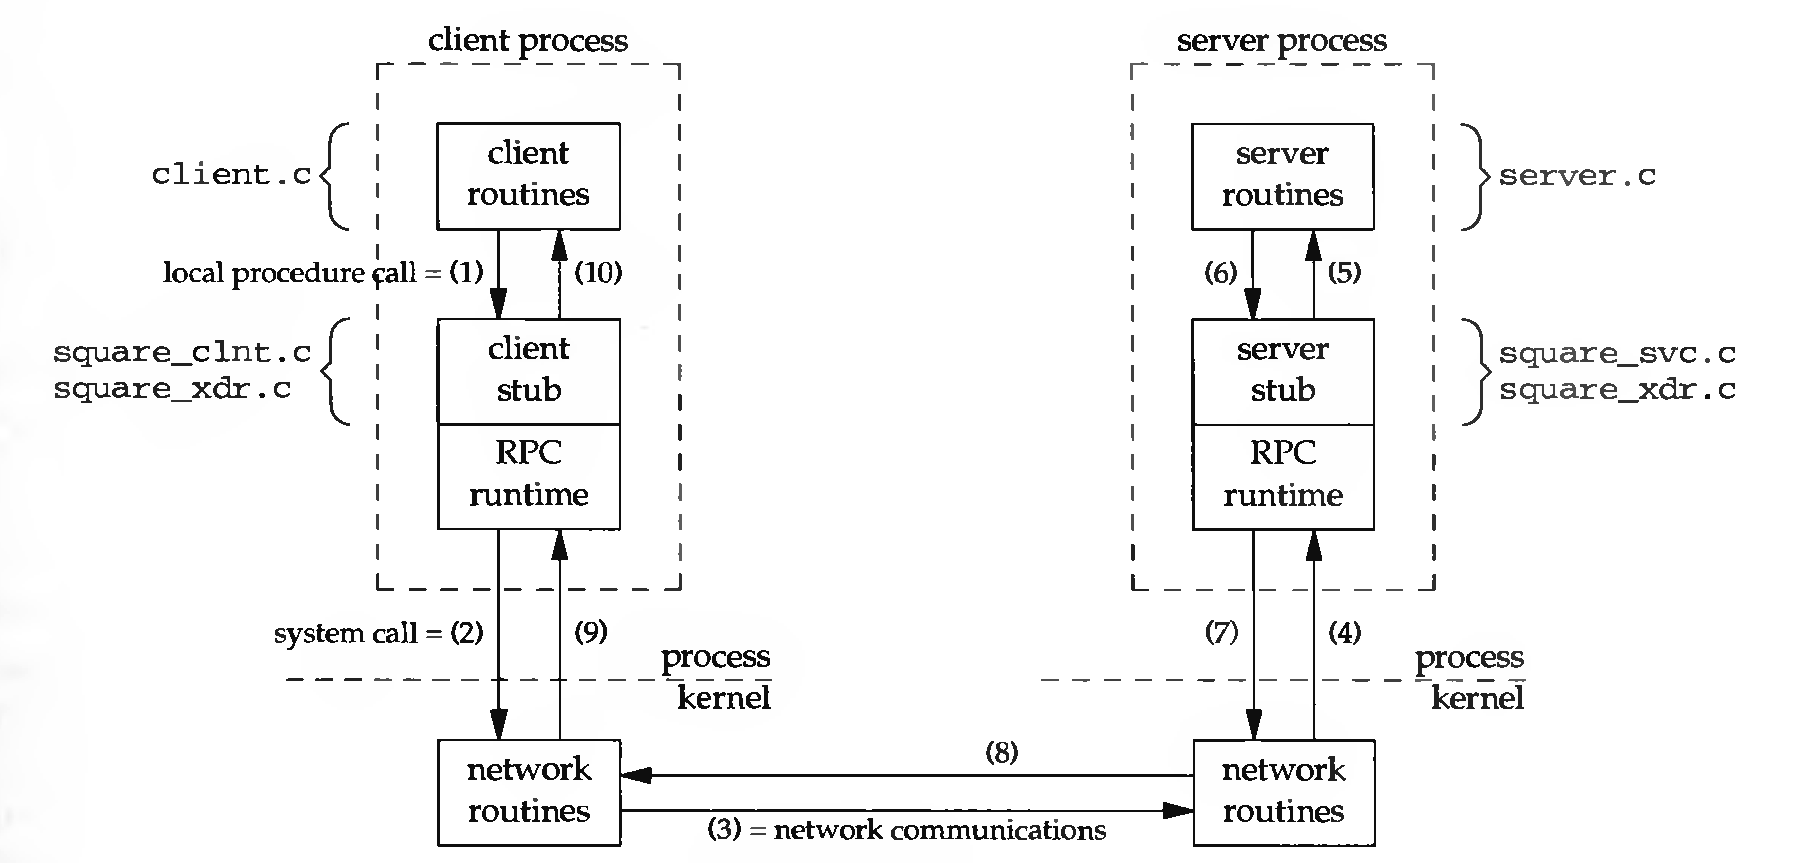 client process
server process
client
routines
server
routines
client.c
server.c
local procedure call = (1)
(10)
(6)
(5)
client
stub
server
stub
square_clnt.c
square_xdr.c
square_svc.c
square_xdr.c
RPC
runtime
RPC
runtime
system call = (2)
(9)
(7)
(4)
process
kernel
process
kernel
(8)
network
routines
network
routines
(3) = network communications